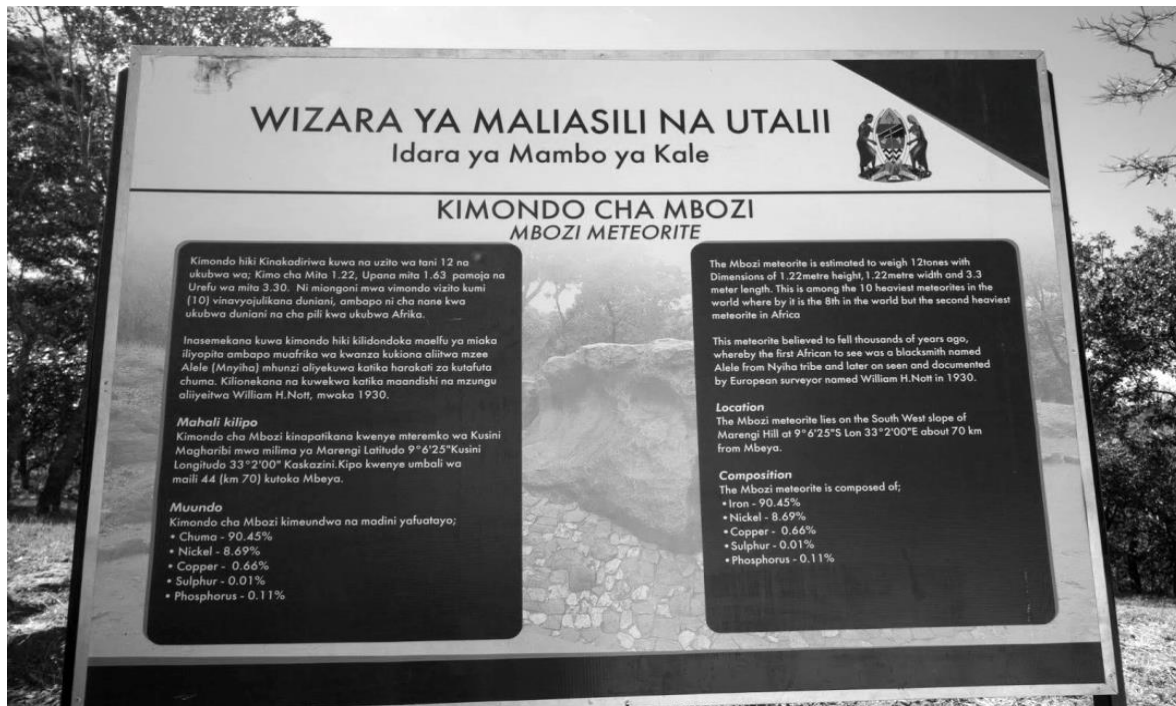 WIZARA YA MALIASILI NA UTALII
Idara ya Mambo ya Kale
KIMONDO CHA MBOZI
MBOZI METEORITE
Kimondo hiki Kinakadiriwa kuwa na uzito wa tani 12 na
ukubwa wa; Kimo cha Mita 1.22, Upana mita 1.63 pamoja na
Urefu wa mita 3.30. Ni miongoni mwa vimondo vizito kumi
(10) vinavyojulikana duniani, ambapo ni cha nane kwa
ukubwa duniani na cha pili kwa ukubwa Afrika.
Inasemekana kuwa kimondo hiki kilidondoka maelfu ya miaka
iliyopita ambapo muafrika wa kwanza kukiona aliitwa mzee
Alele (Mnyiha) mhunzi aliyekuwa katika harakati za kutafuta
chuma. Kilionekana na kuwekwa katika maandishi na mzungu
aliyeitwa William H.Nott, mwaka 1930.
Mahali kilipo
Kimondo cha Mbozi kinapatikana kwenye mteremko wa Kusini
Magharibi mwa milima ya Marengi Latitudo 9°6'25"Kusini
Longitudo 33°2'00" Kaskazini.Kipo kwenye umbali wa
maili 44 (km 70) kutoka Mbeya.
Muundo
Kimondo cha Mbozi kimeundwa na madini yafuatayo;
• Chuma - 90.45%
• Nickel - 8.69%
• Copper - 0.66%
• Sulphur - 0.01%
• Phosphorus - 0.11%
The Mbozi meteorite is estimated to weigh 12tones with
Dimensions of 1.22metre height,1.22metre width and 3.3
meter length. This is among the 10 heaviest meteorites in the
world where by it is the 8th in the world but the second heaviest
meteorite in Africa
This meteorite believed to fell thousands of years ago,
whereby the first African to see was a blacksmith named
Alele from Nyiha tribe and later on seen and documented
by European surveyor named William H.Nott in 1930.
Location
The Mbozi meteorite lies on the South West slope of
Marengi Hill at 9°6'25"S Lon 33°2'00"E about 70 km
from Mbeya.
Composition
The Mbozi meteorite is composed of;
• Iron - 90.45%
• Nickel - 8.69%
• Copper - 0.66%
• Sulphur - 0.01%
• Phosphorus - 0.11%